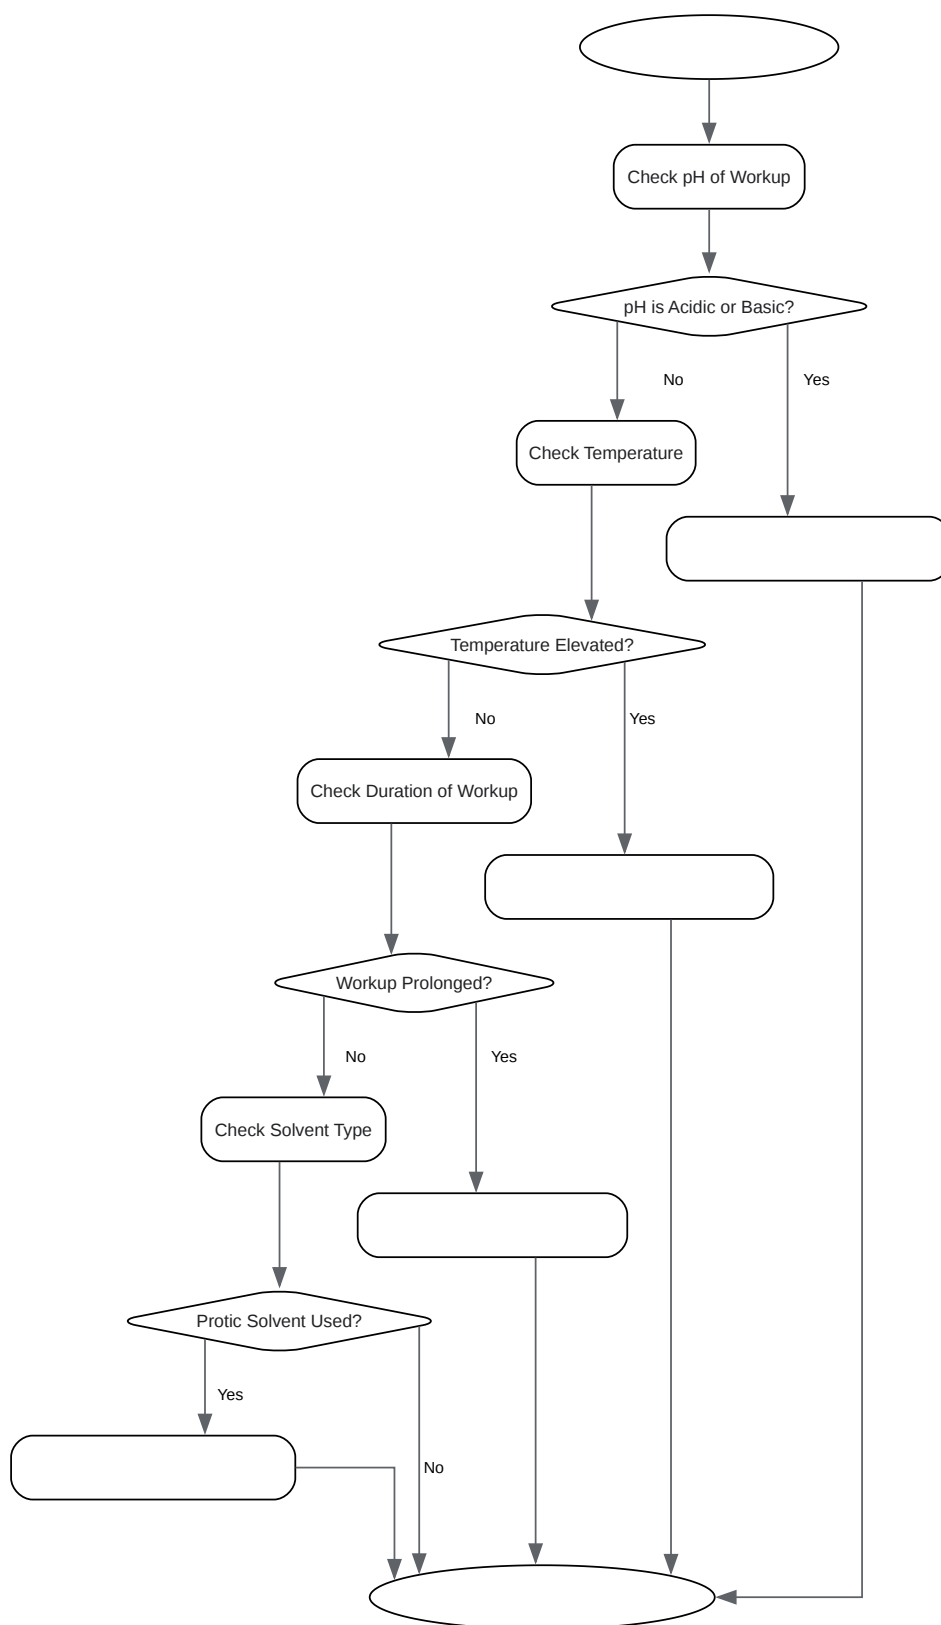 Check pH of Workup
pH is Acidic or Basic?
No
Yes
Check Temperature
Temperature Elevated?
No
Yes
Check Duration of Workup
Workup Prolonged?
No
Yes
Check Solvent Type
Protic Solvent Used?
Yes
No